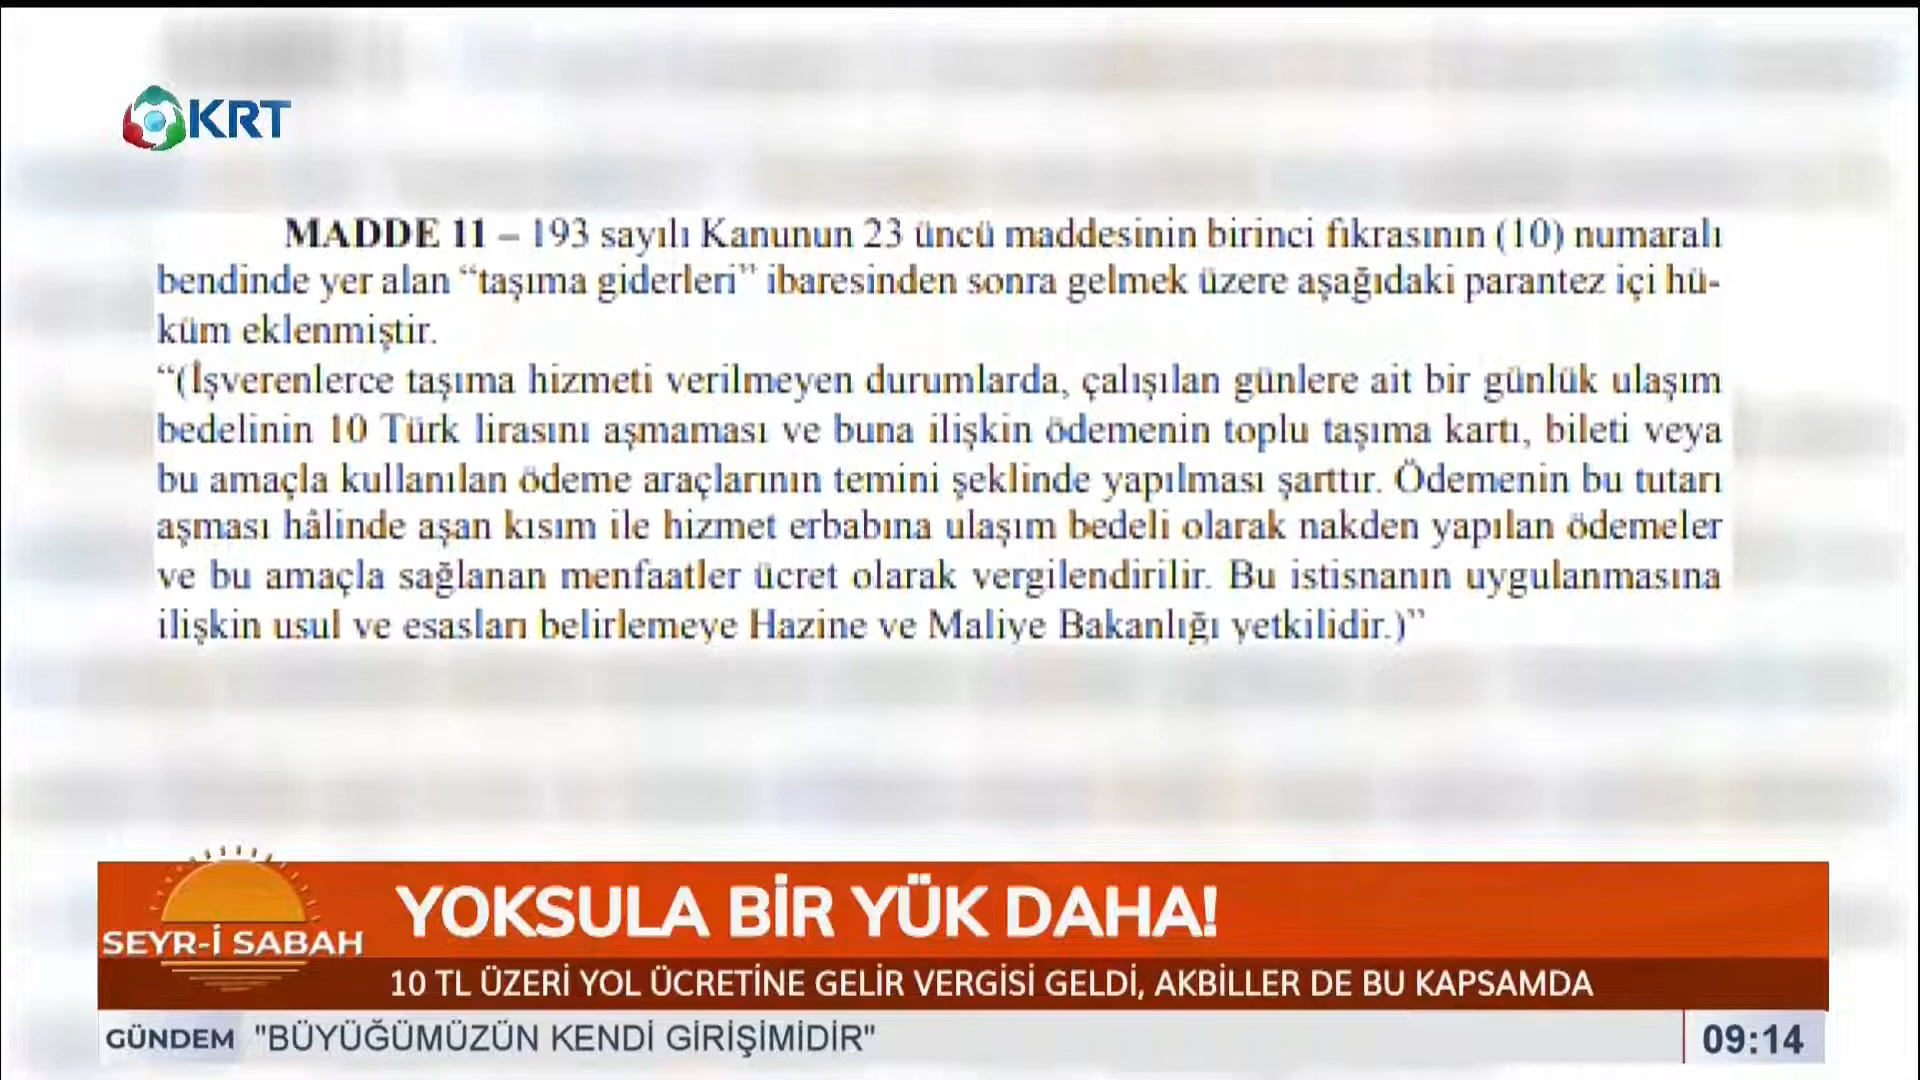 KRT
MADDE 11 – 193 sayılı Kanunun 23 üncü maddesinin birinci fıkrasının (10) numaralı
bendinde yer alan “taşıma giderleri” ibaresinden sonra gelmek üzere aşağıdaki parantez içi hü-
küm eklenmiştir.
“(İşverenlerce taşıma hizmeti verilmeyen durumlarda, çalışılan günlere ait bir günlük ulaşım
bedelinin 10 Türk lirasını aşmaması ve buna ilişkin ödemenin toplu taşıma kartı, bileti veya
bu amaçla kullanılan ödeme araçlarının temini şeklinde yapılması şarttır. Ödemenin bu tutarı
aşması hâlinde aşan kısım ile hizmet erbabına ulaşım bedeli olarak nakden yapılan ödemeler
ve bu amaçla sağlanan menfaatler ücret olarak vergilendirilir. Bu istisnanın uygulanmasına
ilişkin usul ve esasları belirlemeye Hazine ve Maliye Bakanlığı yetkilidir.)”
YOKSULA BİR YÜK DAHA!
SEYR-İ SABAH
10 TL ÜZERİ YOL ÜCRETİNE GELİR VERGİSİ GELDİ, AKBİLLER DE BU KAPSAMDA
GÜNDEM "BÜYÜĞÜMÜZÜN KENDİ GİRİŞİMİDİR" 09:14